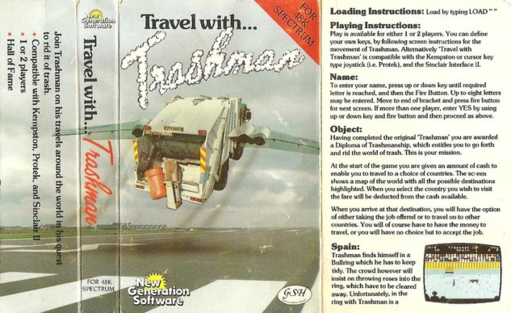 Join Trashman on his travels around the world in his quest
to rid it of trash.
• Compatible with Kempston, Protek, and Sinclair II
• 1 or 2 players
• Hall of Fame
New
Generation
Software
Travel with...
Trashman
FOR 48K
SPECTRUM
Travel with...
Trashman
FOR
48K
SPECTRUM
New
Generation
Software
GSH
Loading Instructions: Load by typing LOAD " "
Playing Instructions:
Play is available for either 1 or 2 players. You can define
your own keys, by following screen instructions for the
movement of Trashman. Alternatively 'Travel with
Trashman' is compatible with the Kempston or cursor key
type joysticks (i.e. Protek), and the Sinclair Interface II.
Name:
To enter your name, press up or down key until required
letter is reached, and then the Fire Button. Up to eight letters
may be entered. Move to end of bracket and press fire button
for next screen. If more than one player, enter YES by using
up or down key and fire button and then proceed as above.
Object:
Having completed the original 'Trashman' you are awarded
a Diploma of Trashmanship, which entitles you to go forth
and rid the world of trash. This is your mission.
At the start of the game you are given an amount of cash to
enable you to travel to a choice of countries. The screen
shows a map of the world with all the possible destinations
highlighted. When you select the country you wish to visit
the fare will be deducted from the cash available.
When you arrive at that destination, you will have the option
of either taking the job offered or to travel on to other
countries. You will of course have to have the money to
travel, or you will have no choice but to accept the job.
Spain:
Trashman finds himself in a
Bullring which he has to keep
tidy. The crowd however will
insist on throwing roses into the
ring, which have to be cleared
away. Unfortunately, in the
ring with Trashman is a